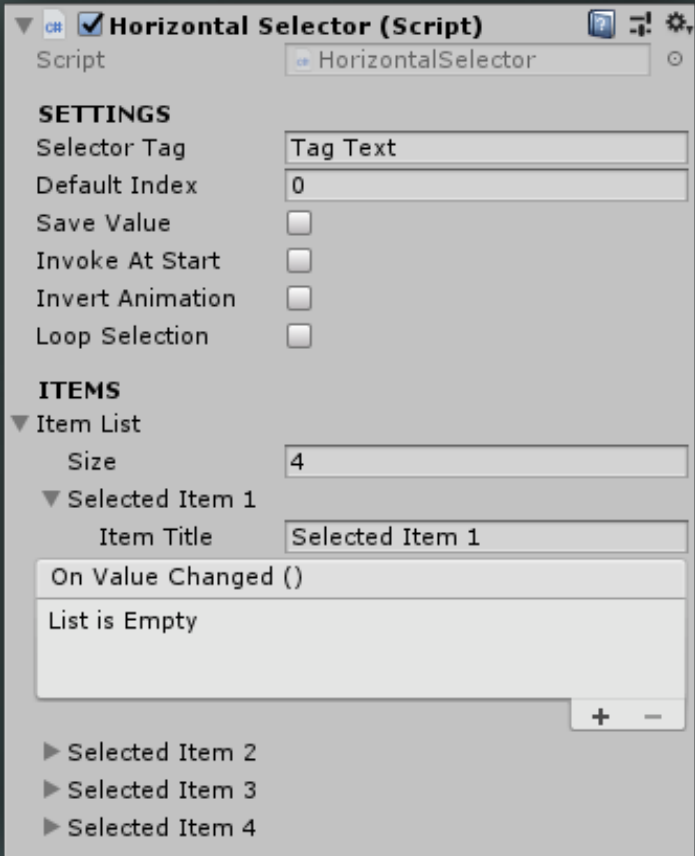 Horizontal Selector (Script)
Script HorizontalSelector
SETTINGS
Selector Tag Tag Text
Default Index 0
Save Value
Invoke At Start
Invert Animation
Loop Selection
ITEMS
Item List
Size 4
Selected Item 1
Item Title Selected Item 1
On Value Changed ()
List is Empty
Selected Item 2
Selected Item 3
Selected Item 4